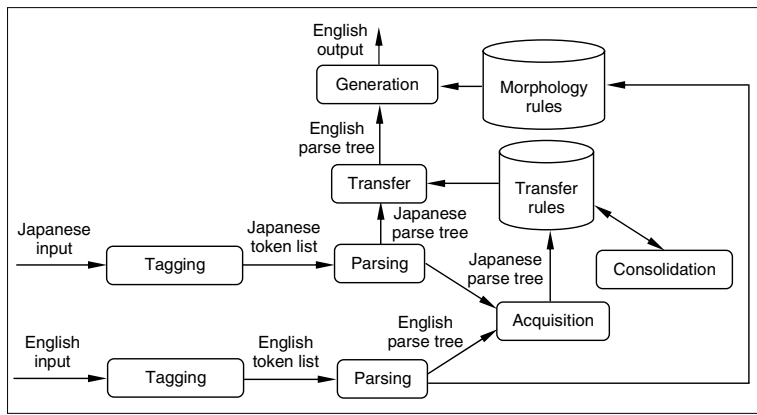 English
output
Generation
Morphology
rules
English
parse tree
Transfer
Transfer
rules
Japanese
input
Tagging
Japanese
token list
Parsing
Japanese
parse tree
Japanese
parse tree
Consolidation
Acquisition
English
input
Tagging
English
token list
Parsing
English
parse tree